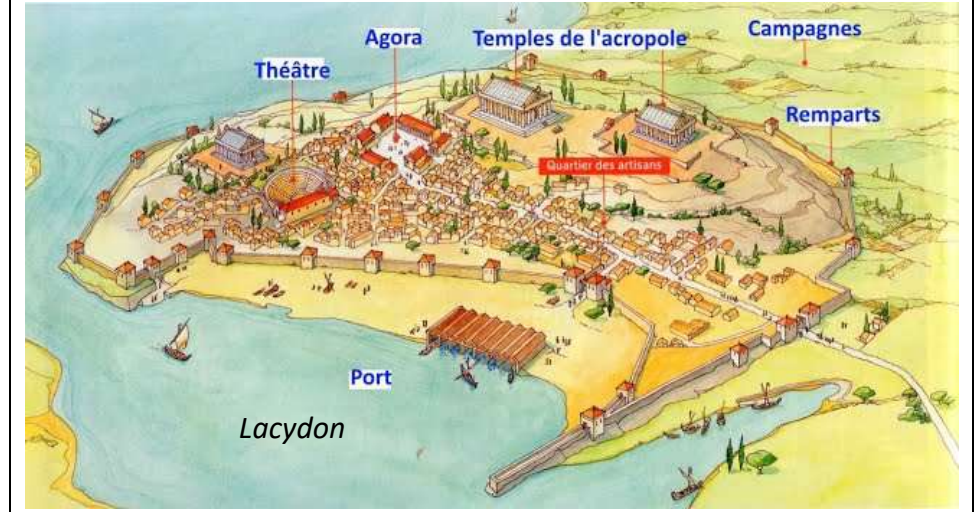 Agora
Temples de l'acropole
Campagnes
Théâtre
Remparts
Quartier des artisans
Port
Lacydon